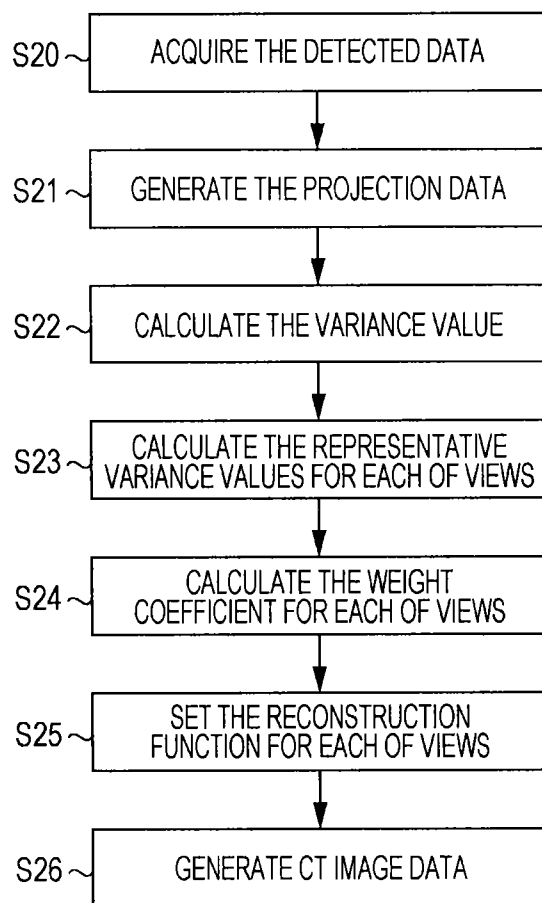 S20 ACQUIRE THE DETECTED DATA
S21 GENERATE THE PROJECTION DATA
S22 CALCULATE THE VARIANCE VALUE
S23 CALCULATE THE REPRESENTATIVE
VARIANCE VALUES FOR EACH OF VIEWS
S24 CALCULATE THE WEIGHT
COEFFICIENT FOR EACH OF VIEWS
S25 SET THE RECONSTRUCTION
FUNCTION FOR EACH OF VIEWS
S26 GENERATE CT IMAGE DATA